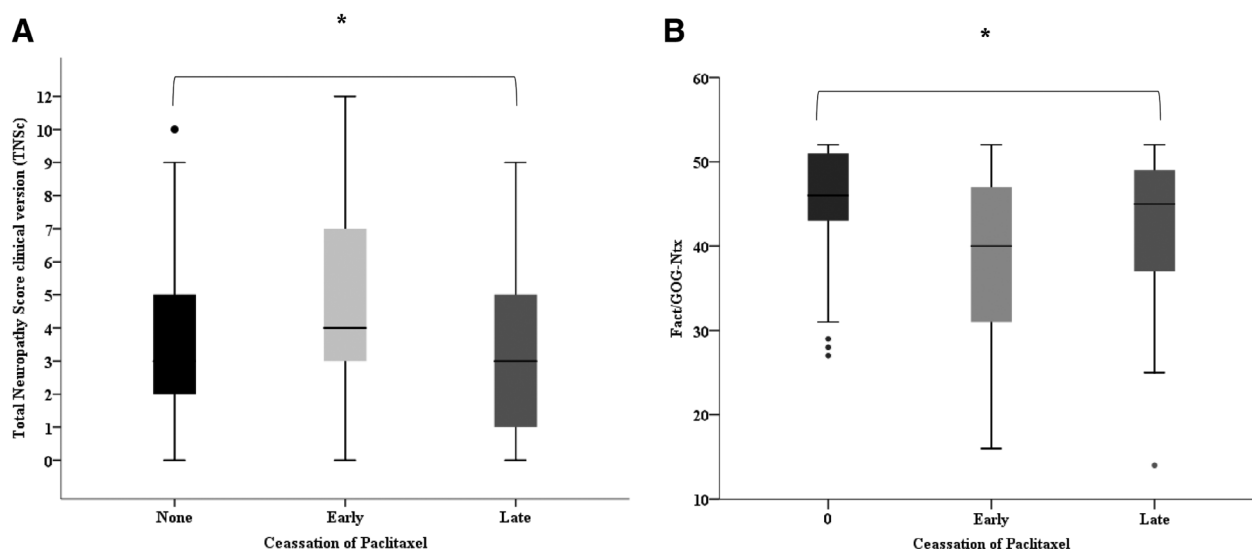 A
*
Total Neuropathy Score clinical version (TNSc)
12
10
9
8
7
6
5
4
3
2
1
0
None Early Late
Ceassation of Paclitaxel
B
*
Fact/GOG-Ntx
60
50
40
30
20
10
0 Early Late
Ceassation of Paclitaxel